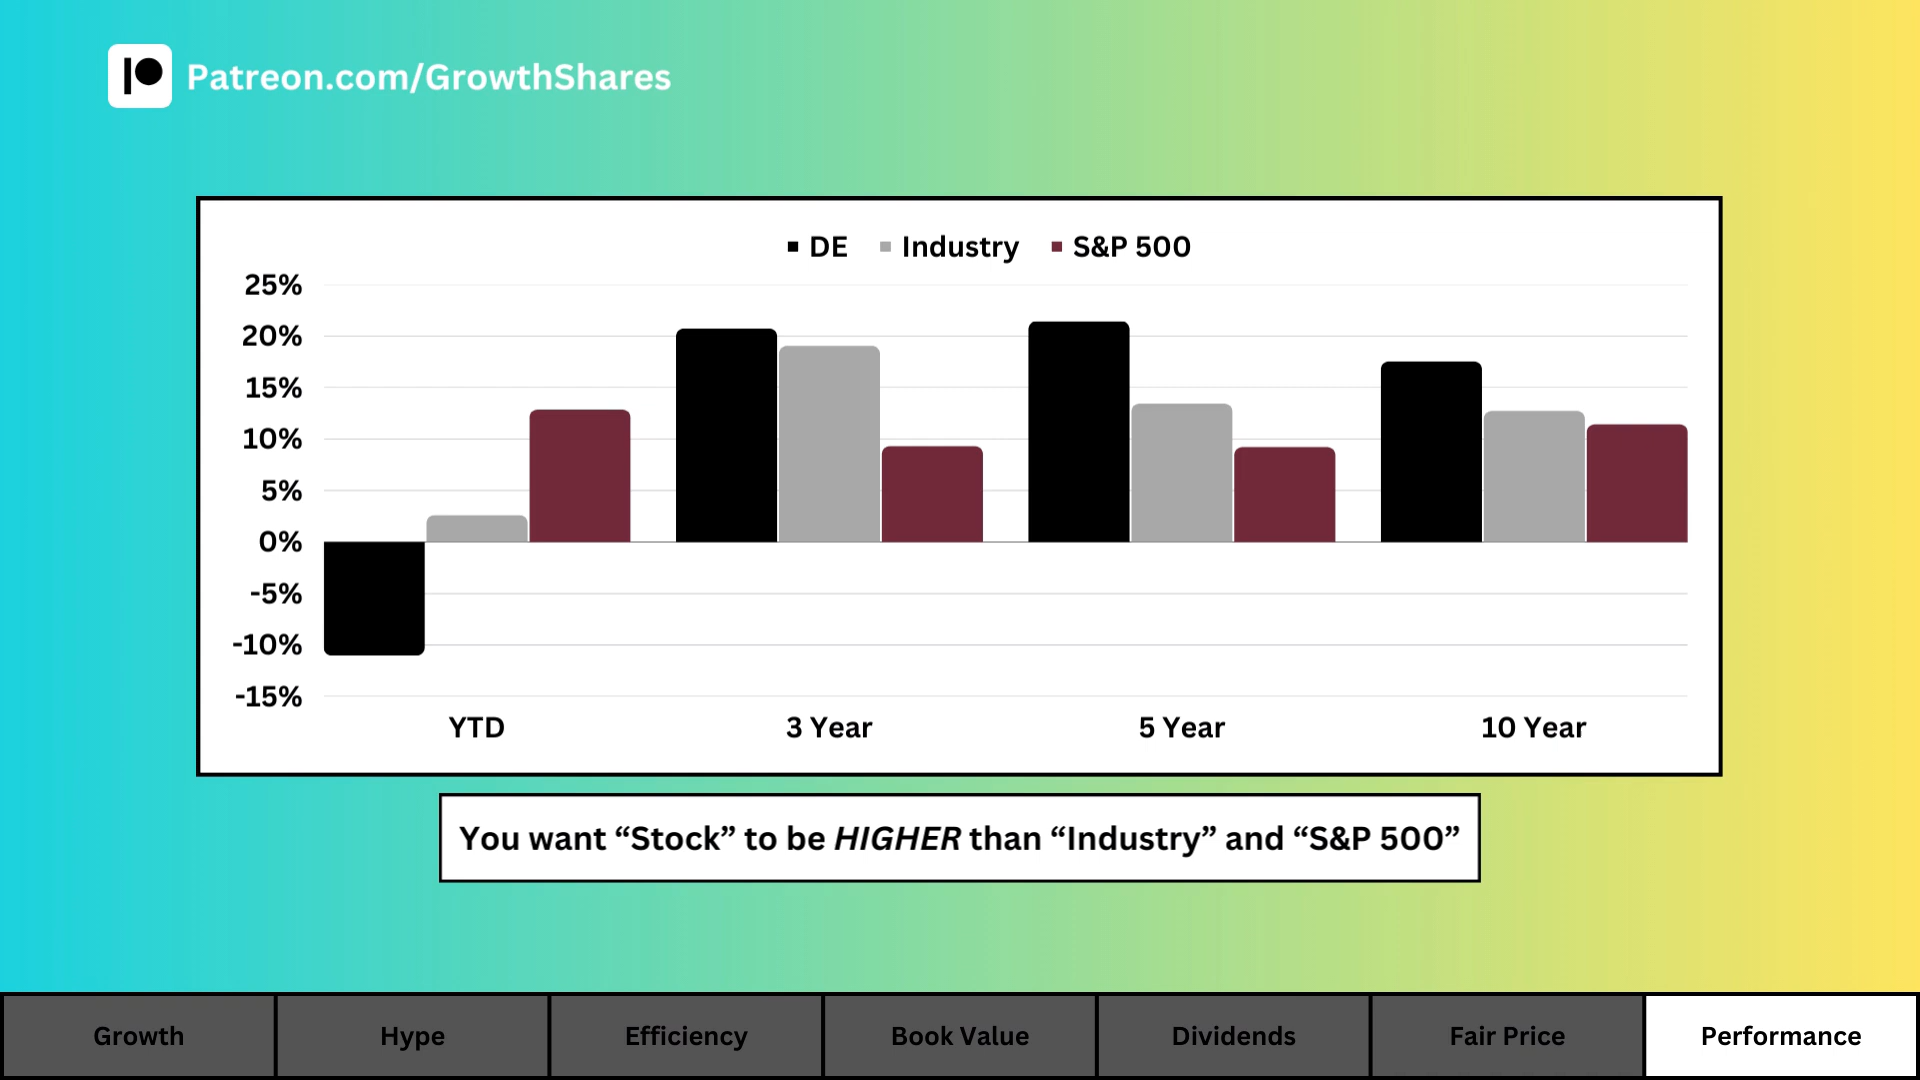 Patreon.com/GrowthShares
DE Industry S&P 500
25%
20%
15%
10%
5%
0%
-5%
-10%
-15%
YTD 3 Year 5 Year 10 Year
You want “Stock” to be HIGHER than “Industry” and “S&P 500”
Growth Hype Efficiency Book Value Dividends Fair Price Performance